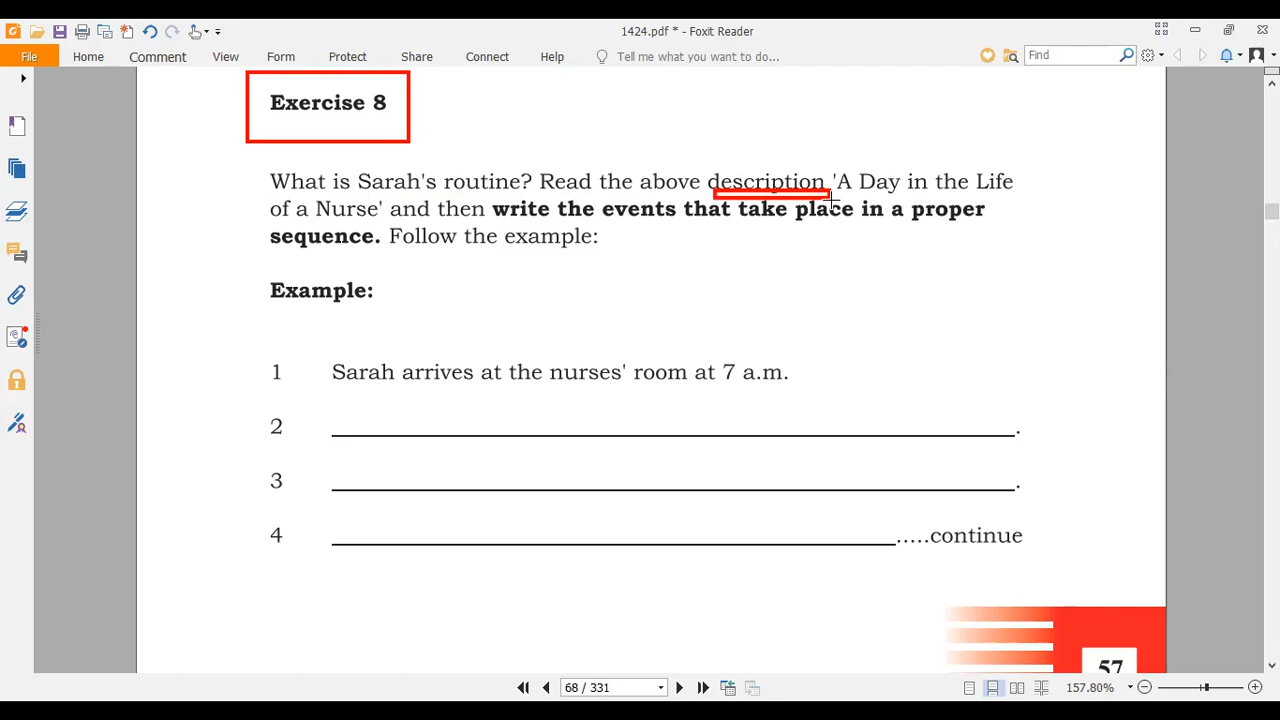 1424.pdf * - Foxit Reader
File Home Comment View Form Protect Share Connect Help Tell me what you want to do... Find
Exercise 8
What is Sarah's routine? Read the above description 'A Day in the Life
of a Nurse' and then write the events that take place in a proper
sequence. Follow the example:
Example:
1 Sarah arrives at the nurses' room at 7 a.m.
2 .
3 .
4 .....continue
57
68 / 331 157.80%